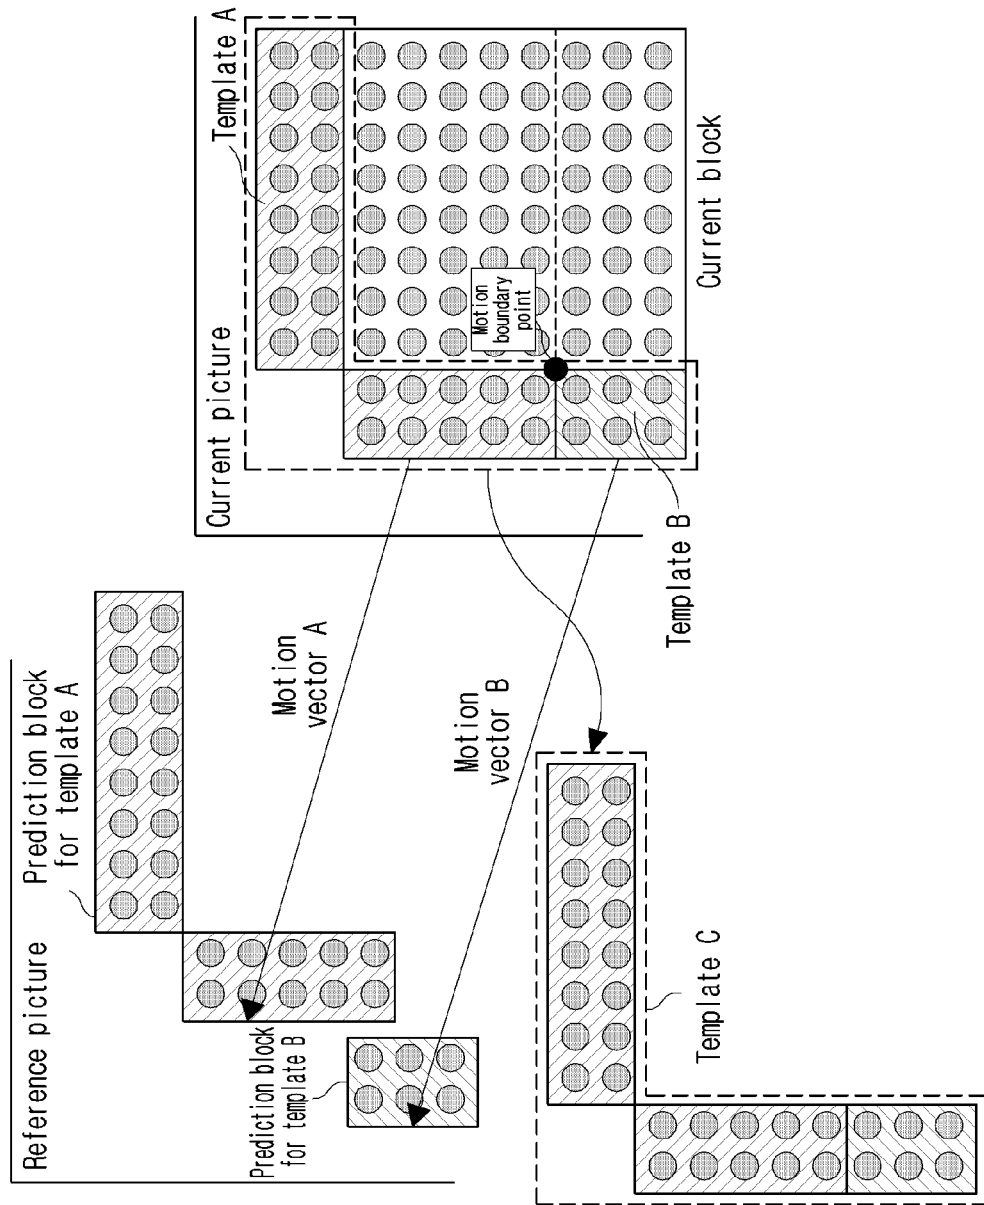 Reference picture
Prediction block
for template A
Prediction block
for template B
Motion
vector A
Motion
vector B
Template C
Current picture
Template A
Motion
boundary
point
Current block
Template B